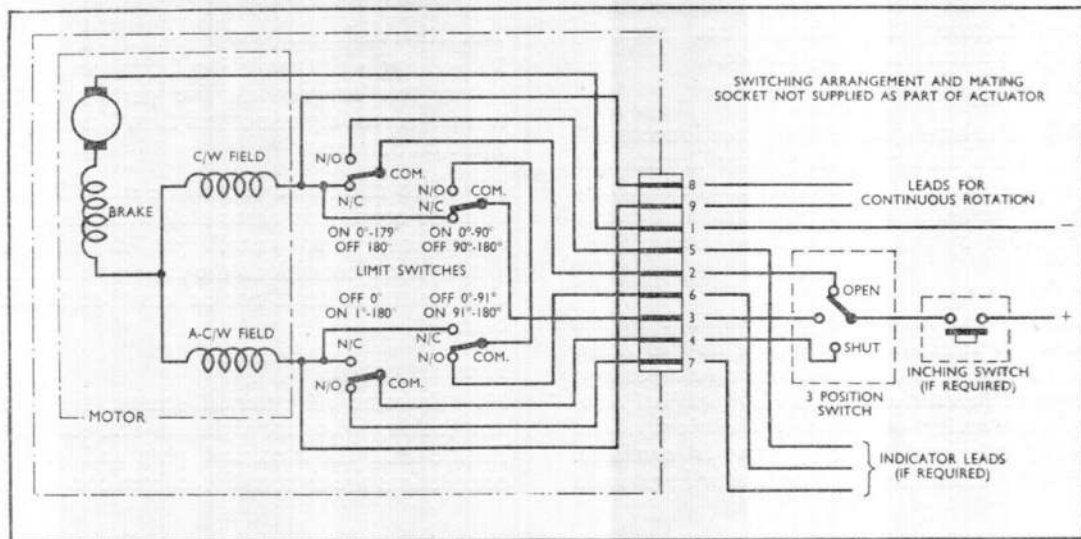 SWITCHING ARRANGEMENT AND MATING
SOCKET NOT SUPPLIED AS PART OF ACTUATOR
C/W FIELD
N/O
COM.
N/C
N/O
COM.
N/C
BRAKE
ON 0°-179°
OFF 180°
ON 0°-90°
OFF 90°-180°
LIMIT SWITCHES
OFF 0°
ON 1°-180°
OFF 0°-91°
ON 91°-180°
A-C/W FIELD
N/C
N/O
COM.
N/C
N/O
COM.
MOTOR
8
9
1
5
2
6
3
4
7
LEADS FOR
CONTINUOUS ROTATION
−
OPEN
SHUT
3 POSITION
SWITCH
+
INCHING SWITCH
(IF REQUIRED)
INDICATOR LEADS
(IF REQUIRED)